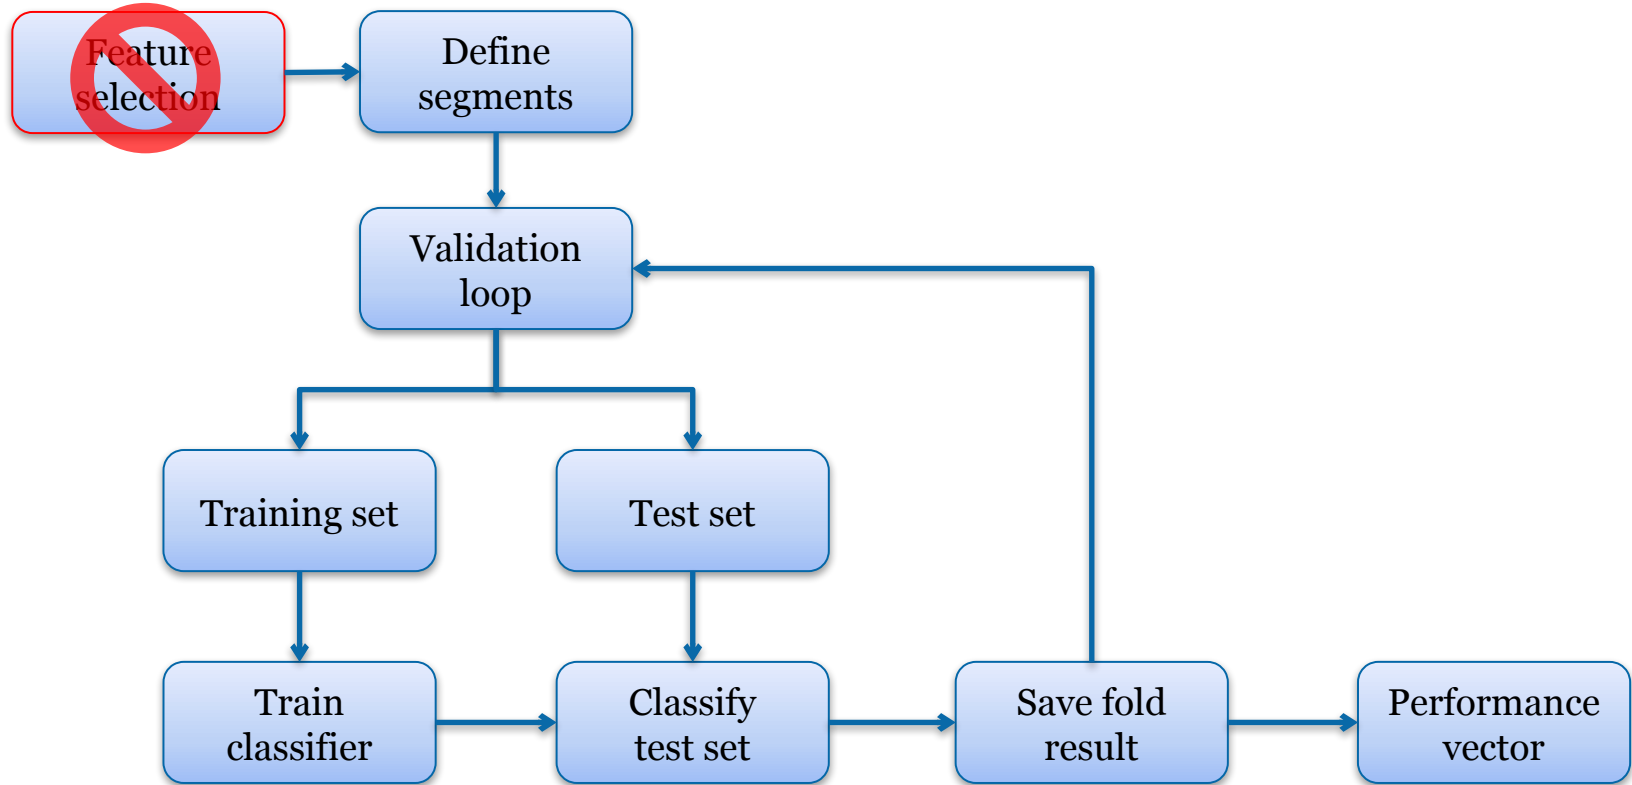 Feature
selection
Define
segments
Validation
loop
Training set
Test set
Train
classifier
Classify
test set
Save fold
result
Performance
vector